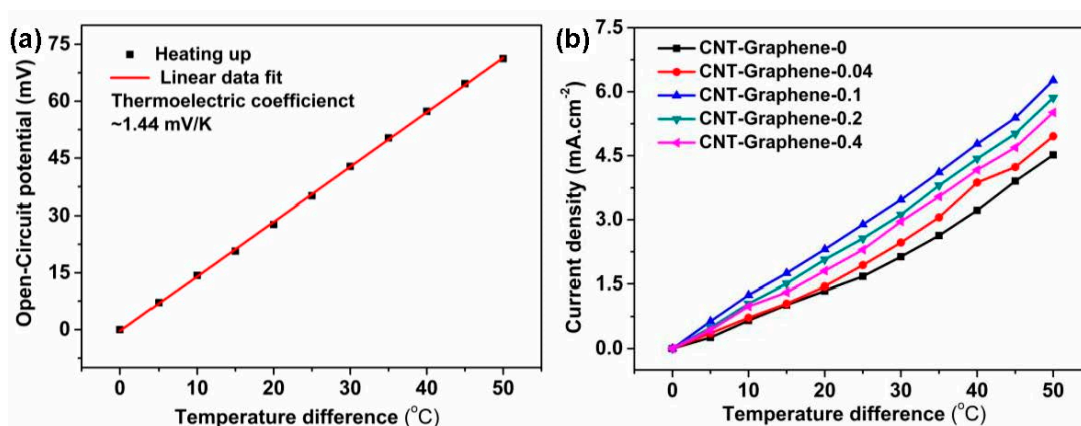 (a)
75
60
45
30
15
0
Open-Circuit potential (mV)
Heating up
Linear data fit
Thermoelectric coefficienct
~1.44 mV/K
0 10 20 30 40 50
Temperature difference (°C)
(b)
7.5
6.0
4.5
3.0
1.5
0.0
Current density (mA.cm⁻²)
CNT-Graphene-0
CNT-Graphene-0.04
CNT-Graphene-0.1
CNT-Graphene-0.2
CNT-Graphene-0.4
0 10 20 30 40 50
Temperature difference (°C)